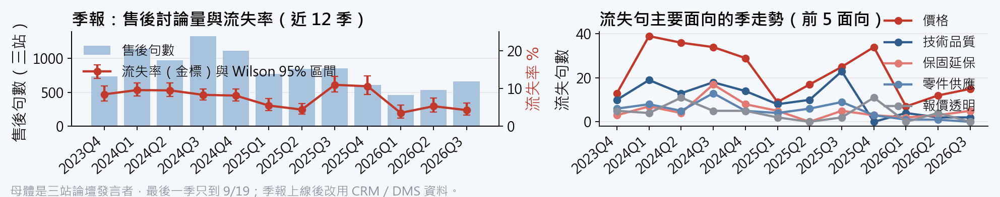 季報：售後討論量與流失率（近 12 季）
售後句數（三站）
1000
500
0
售後句數
流失率（金標）與 Wilson 95% 區間
20
10
0
流失率 %
2023Q4
2024Q1
2024Q2
2024Q3
2024Q4
2025Q1
2025Q2
2025Q3
2025Q4
2026Q1
2026Q2
2026Q3
流失句主要面向的季走勢（前 5 面向）
流失句數
40
20
0
價格
技術品質
保固延保
零件供應
報價透明
2023Q4
2024Q1
2024Q2
2024Q3
2024Q4
2025Q1
2025Q2
2025Q3
2025Q4
2026Q1
2026Q2
2026Q3
母體是三站論壇發言者，最後一季只到 9/19；季報上線後改用 CRM / DMS 資料。